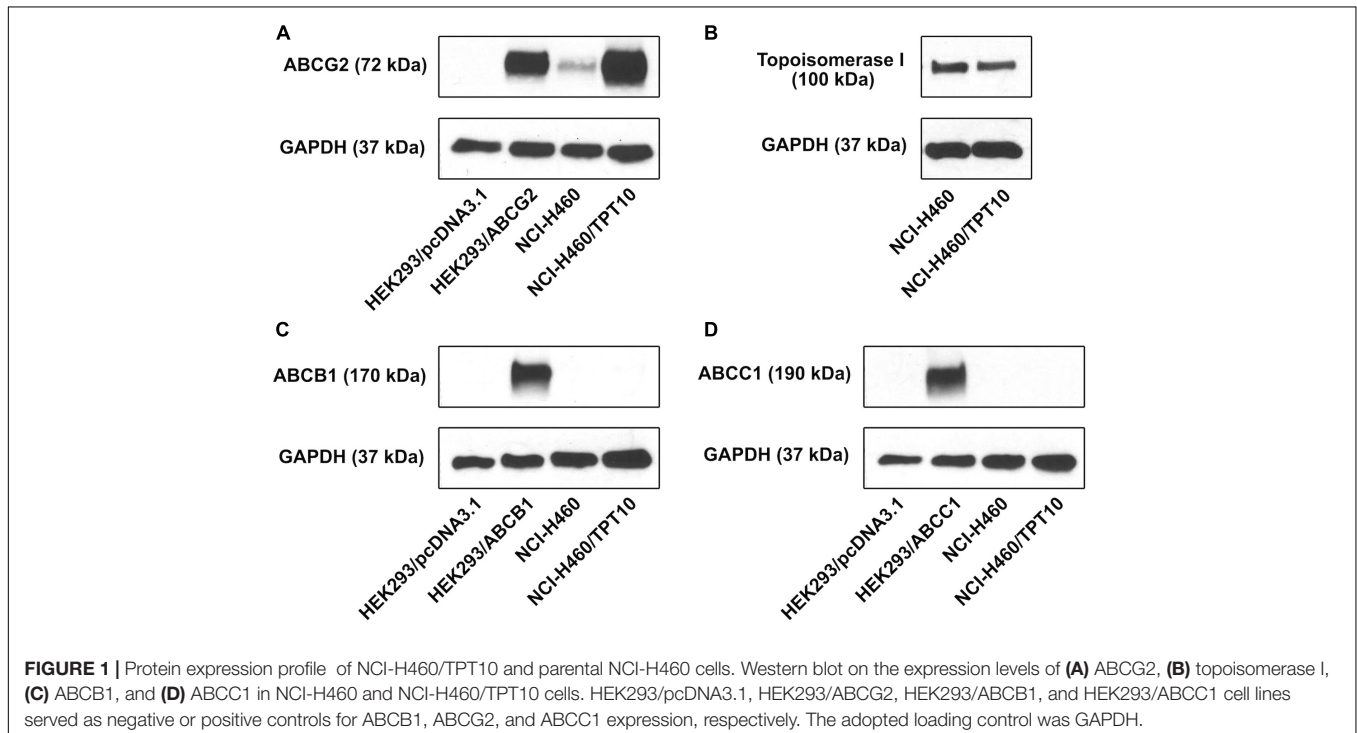 A
ABCG2 (72 kDa)
GAPDH (37 kDa)
HEK293/pcDNA3.1
HEK293/ABCG2
NCI-H460
NCI-H460/TPT10
B
Topoisomerase I
(100 kDa)
GAPDH (37 kDa)
NCI-H460
NCI-H460/TPT10
C
ABCB1 (170 kDa)
GAPDH (37 kDa)
HEK293/pcDNA3.1
HEK293/ABCB1
NCI-H460
NCI-H460/TPT10
D
ABCC1 (190 kDa)
GAPDH (37 kDa)
HEK293/pcDNA3.1
HEK293/ABCC1
NCI-H460
NCI-H460/TPT10
FIGURE 1 | Protein expression profile of NCI-H460/TPT10 and parental NCI-H460 cells. Western blot on the expression levels of (A) ABCG2, (B) topoisomerase I,
(C) ABCB1, and (D) ABCC1 in NCI-H460 and NCI-H460/TPT10 cells. HEK293/pcDNA3.1, HEK293/ABCG2, HEK293/ABCB1, and HEK293/ABCC1 cell lines
served as negative or positive controls for ABCB1, ABCG2, and ABCC1 expression, respectively. The adopted loading control was GAPDH.